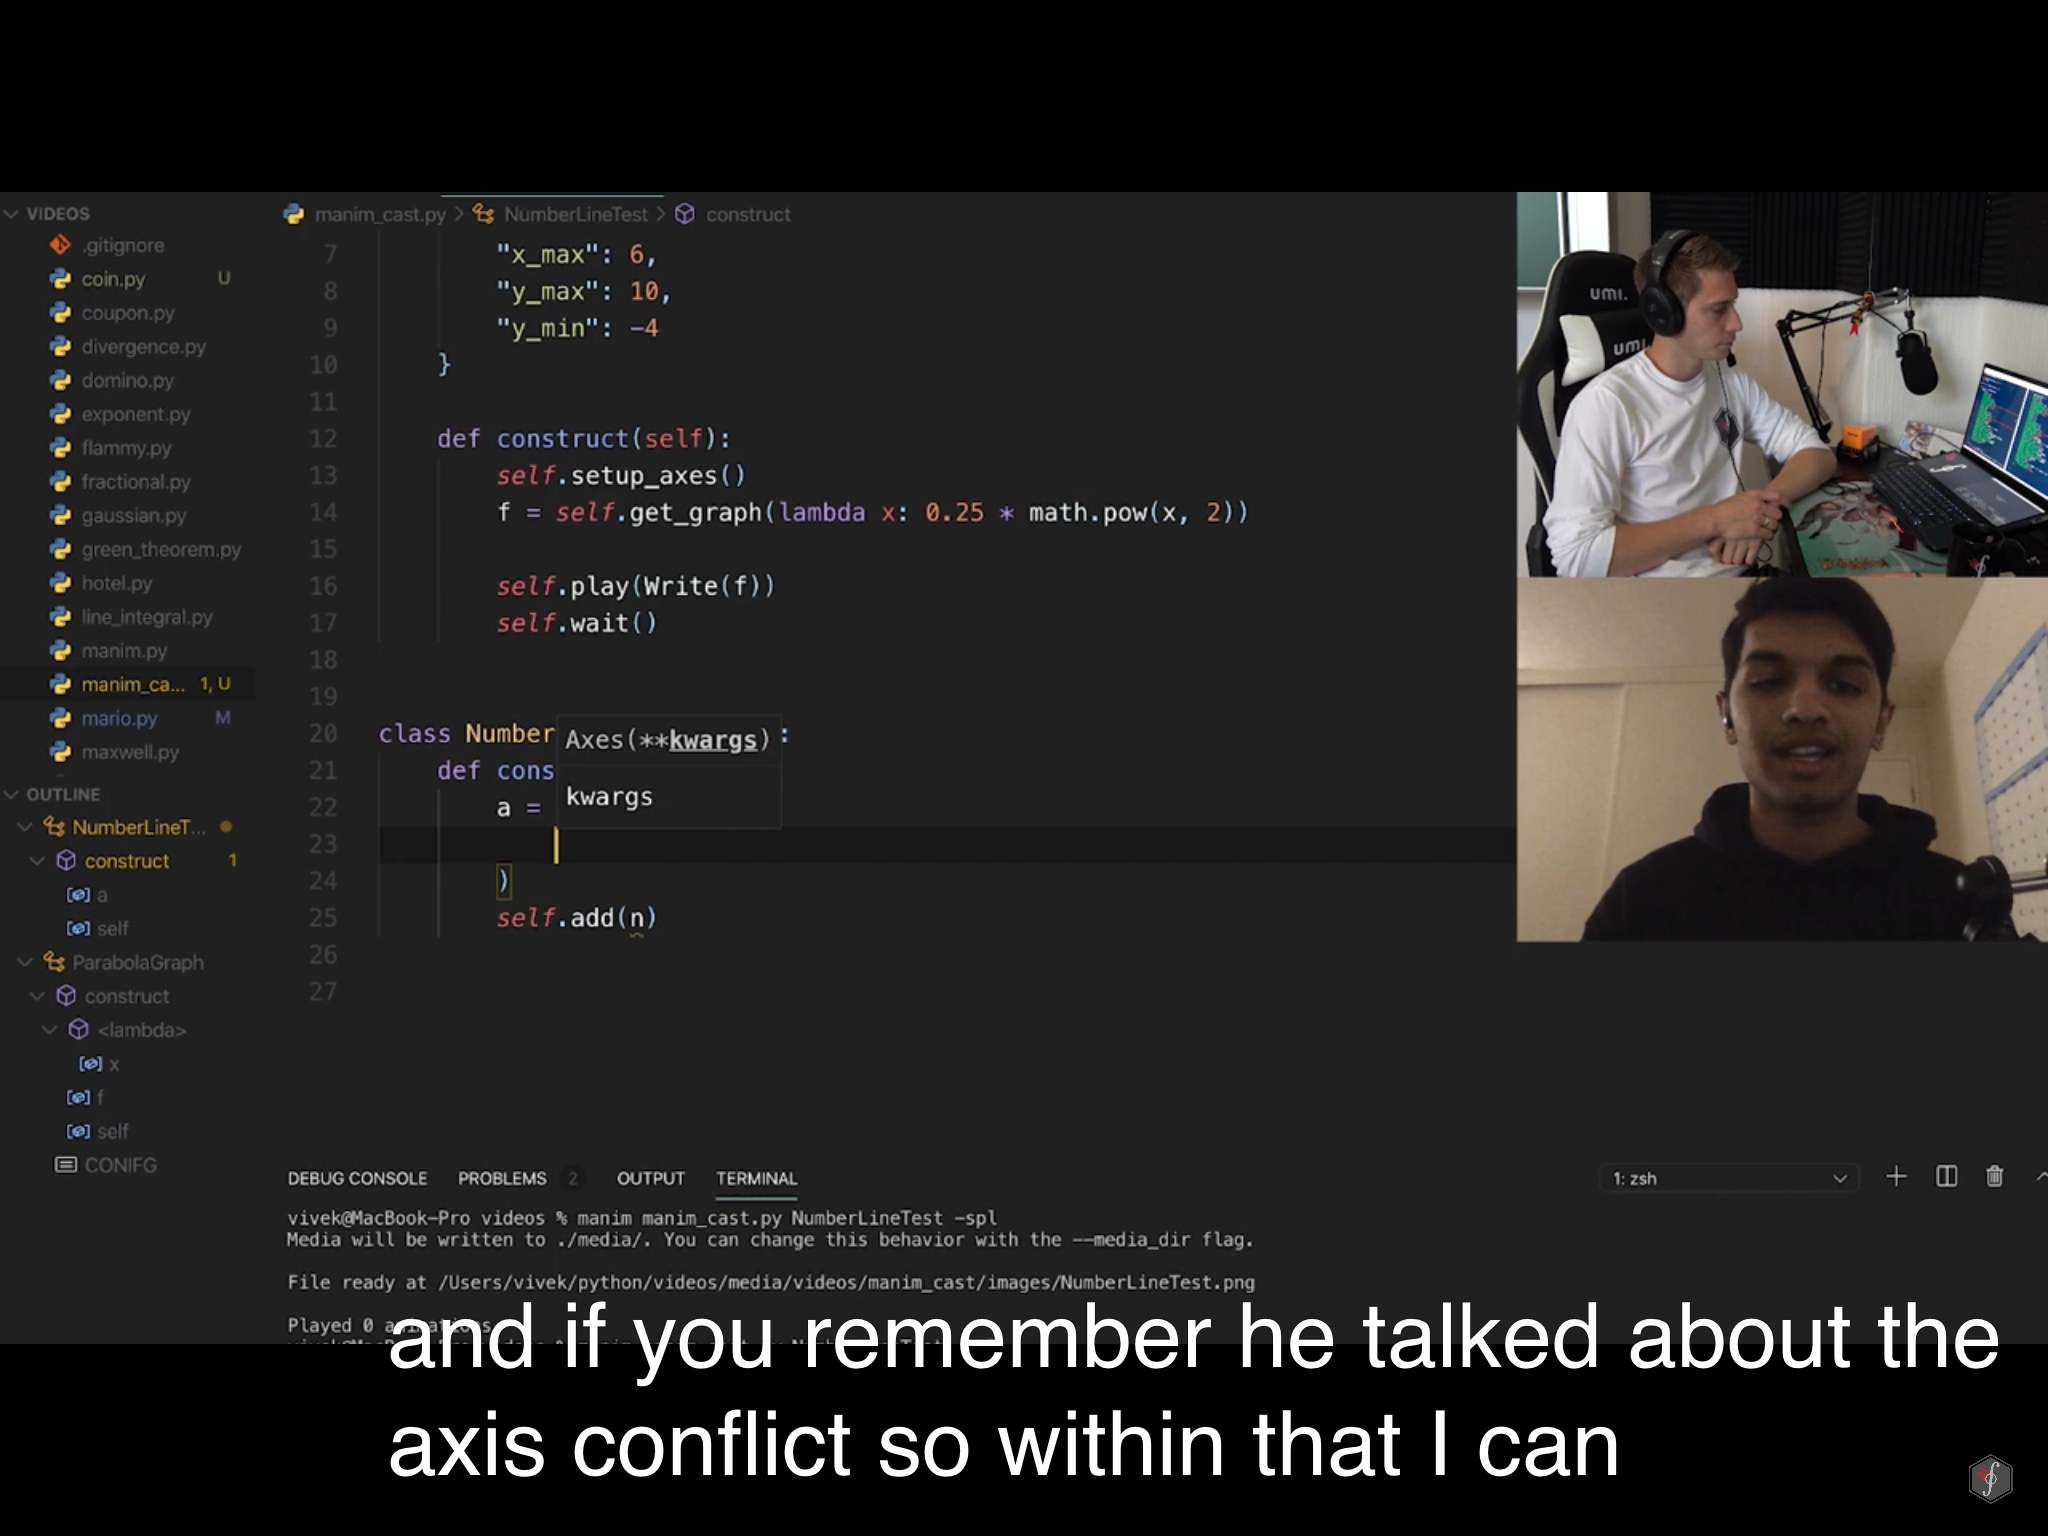 VIDEOS
.gitignore
coin.py U
coupon.py
divergence.py
domino.py
exponent.py
flammy.py
fractional.py
gaussian.py
green_theorem.py
hotel.py
line_integral.py
manim.py
manim_ca... 1, U
mario.py M
maxwell.py
OUTLINE
NumberLineT...
construct 1
a
self
ParabolaGraph
construct
<lambda>
x
f
self
CONIFG
manim_cast.py > NumberLineTest > construct
7 "x_max": 6,
8 "y_max": 10,
9 "y_min": -4
10 }
11
12 def construct(self):
13 self.setup_axes()
14 f = self.get_graph(lambda x: 0.25 * math.pow(x, 2))
15
16 self.play(Write(f))
17 self.wait()
18
19
20 class Number :
21 def cons
22 a =
23
24 )
25 self.add(n)
26
27
Axes(**kwargs)
kwargs
umi.
umi.
DEBUG CONSOLE PROBLEMS 2 OUTPUT TERMINAL 1: zsh
vivek@MacBook-Pro videos % manim manim_cast.py NumberLineTest -spl
Media will be written to ./media/. You can change this behavior with the --media_dir flag.
File ready at /Users/vivek/python/videos/media/videos/manim_cast/images/NumberLineTest.png
Played 0
and if you remember he talked about the
axis conflict so within that I can